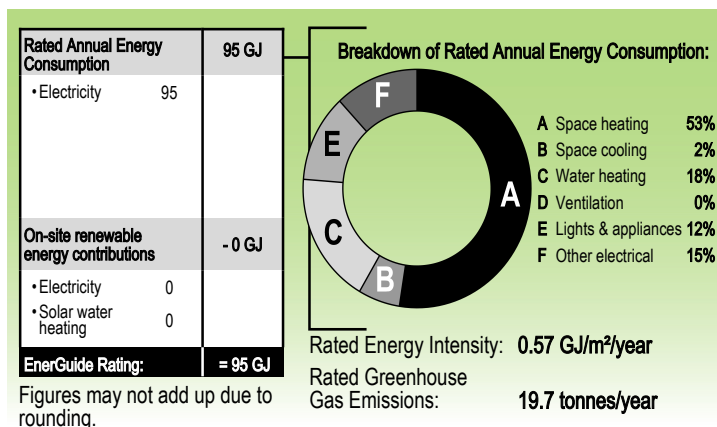 Rated Annual Energy Consumption 95 GJ
• Electricity 95
On-site renewable energy contributions - 0 GJ
• Electricity 0
• Solar water heating 0
EnerGuide Rating: = 95 GJ
Figures may not add up due to
rounding.
Breakdown of Rated Annual Energy Consumption:
F
E
A
C
B
A Space heating 53%
B Space cooling 2%
C Water heating 18%
D Ventilation 0%
E Lights & appliances 12%
F Other electrical 15%
Rated Energy Intensity: 0.57 GJ/m²/year
Rated Greenhouse
Gas Emissions: 19.7 tonnes/year